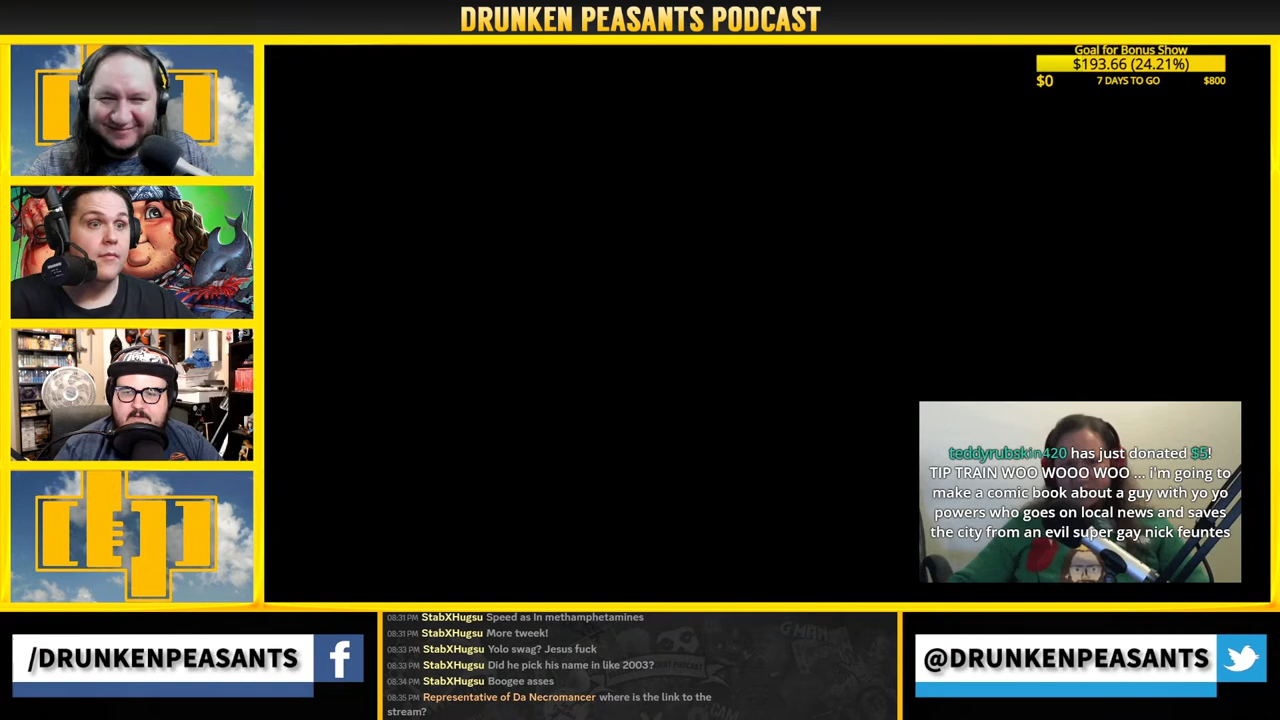 DRUNKEN PEASANTS PODCAST
Goal for Bonus Show
$193.66 (24.21%)
$0 7 DAYS TO GO $800
teddyrubskin420 has just donated $5!
TIP TRAIN WOO WOOO WOO ... i'm going to
make a comic book about a guy with yo yo
powers who goes on local news and saves
the city from an evil super gay nick feuntes
08:31 PM StabXHugsu Speed as In methamphetamines
08:31 PM StabXHugsu More tweek!
08:33 PM StabXHugsu Yolo swag? Jesus fuck
08:33 PM StabXHugsu Did he pick his name in like 2003?
08:34 PM StabXHugsu Boogee asses
08:35 PM Representative of Da Necromancer where is the link to the
stream?
/DRUNKENPEASANTS f
@DRUNKENPEASANTS